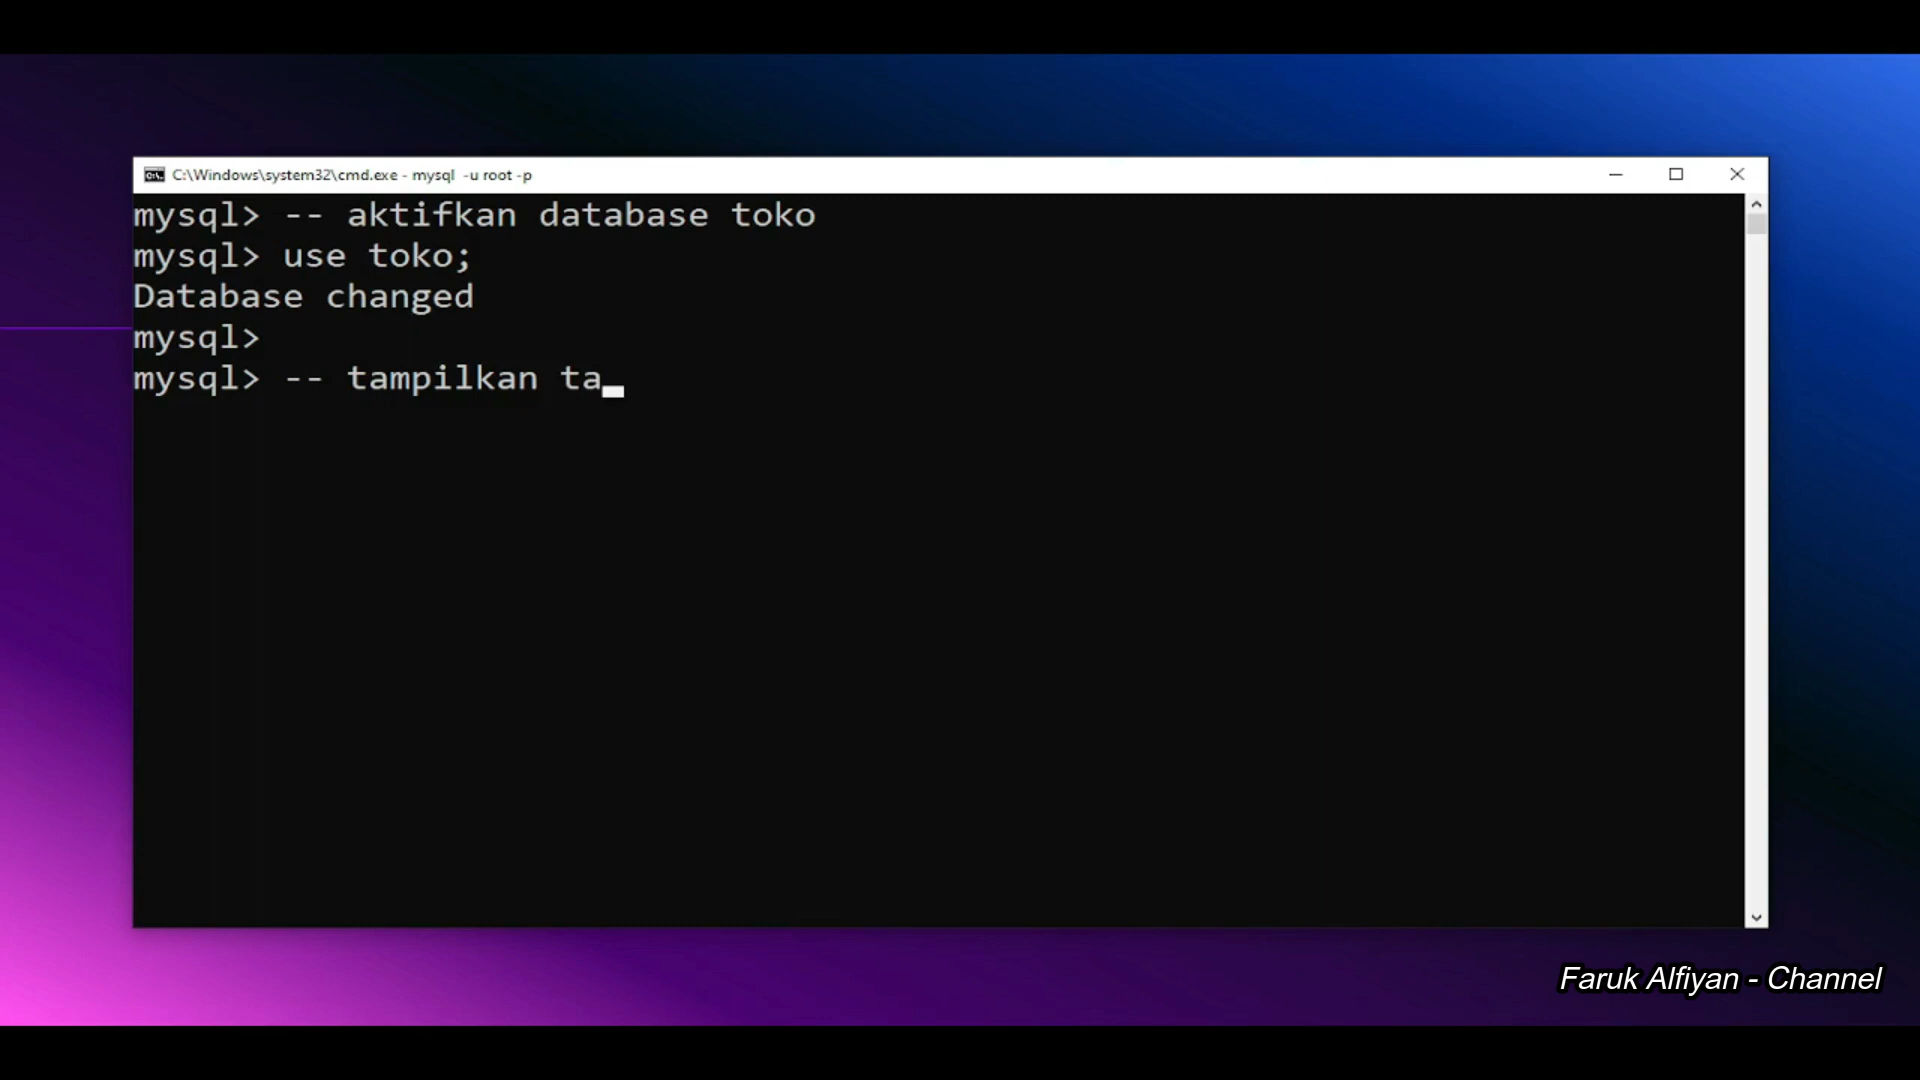 C:\Windows\system32\cmd.exe - mysql  -u root -p
mysql> -- aktifkan database toko
mysql> use toko;
Database changed
mysql>
mysql> -- tampilkan ta
Faruk Alfiyan - Channel